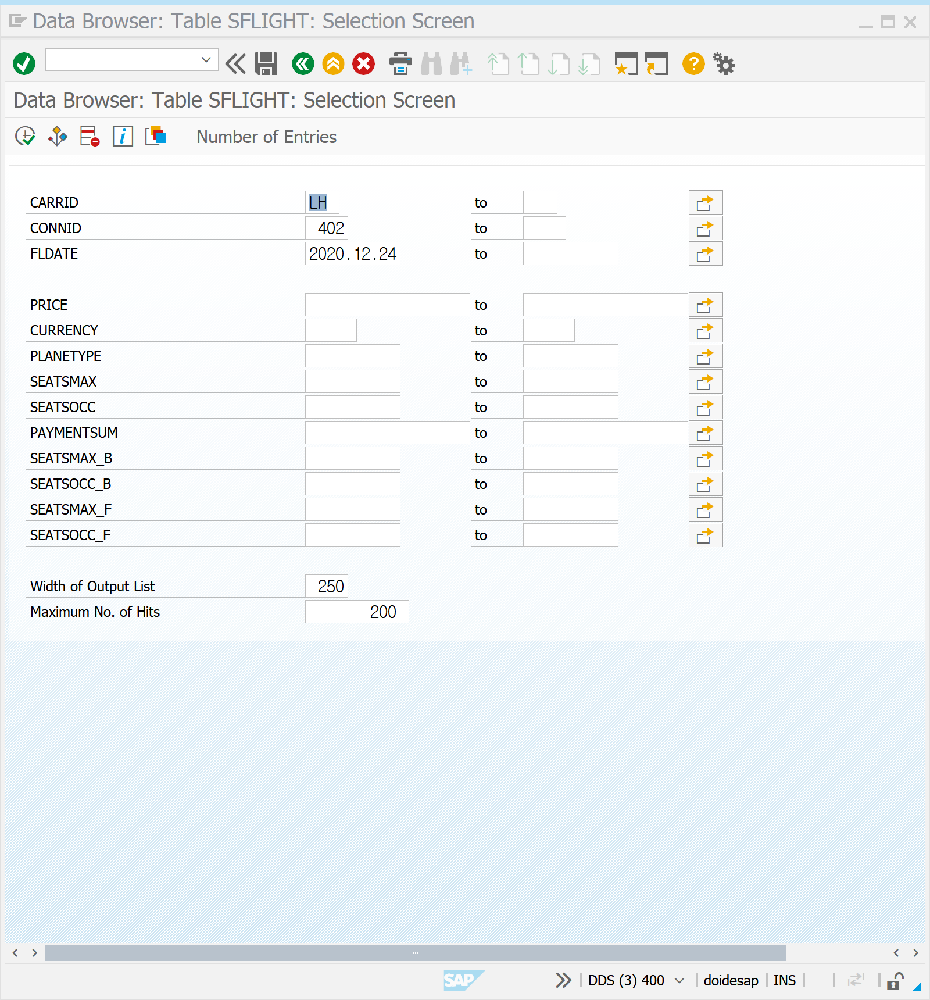 Data Browser: Table SFLIGHT: Selection Screen
Data Browser: Table SFLIGHT: Selection Screen
Number of Entries
CARRID LH to
CONNID 402 to
FLDATE 2020.12.24 to
PRICE to
CURRENCY to
PLANETYPE to
SEATSMAX to
SEATSOCC to
PAYMENTSUM to
SEATSMAX_B to
SEATSOCC_B to
SEATSMAX_F to
SEATSOCC_F to
Width of Output List 250
Maximum No. of Hits 200
SAP DDS (3) 400 doidesap INS